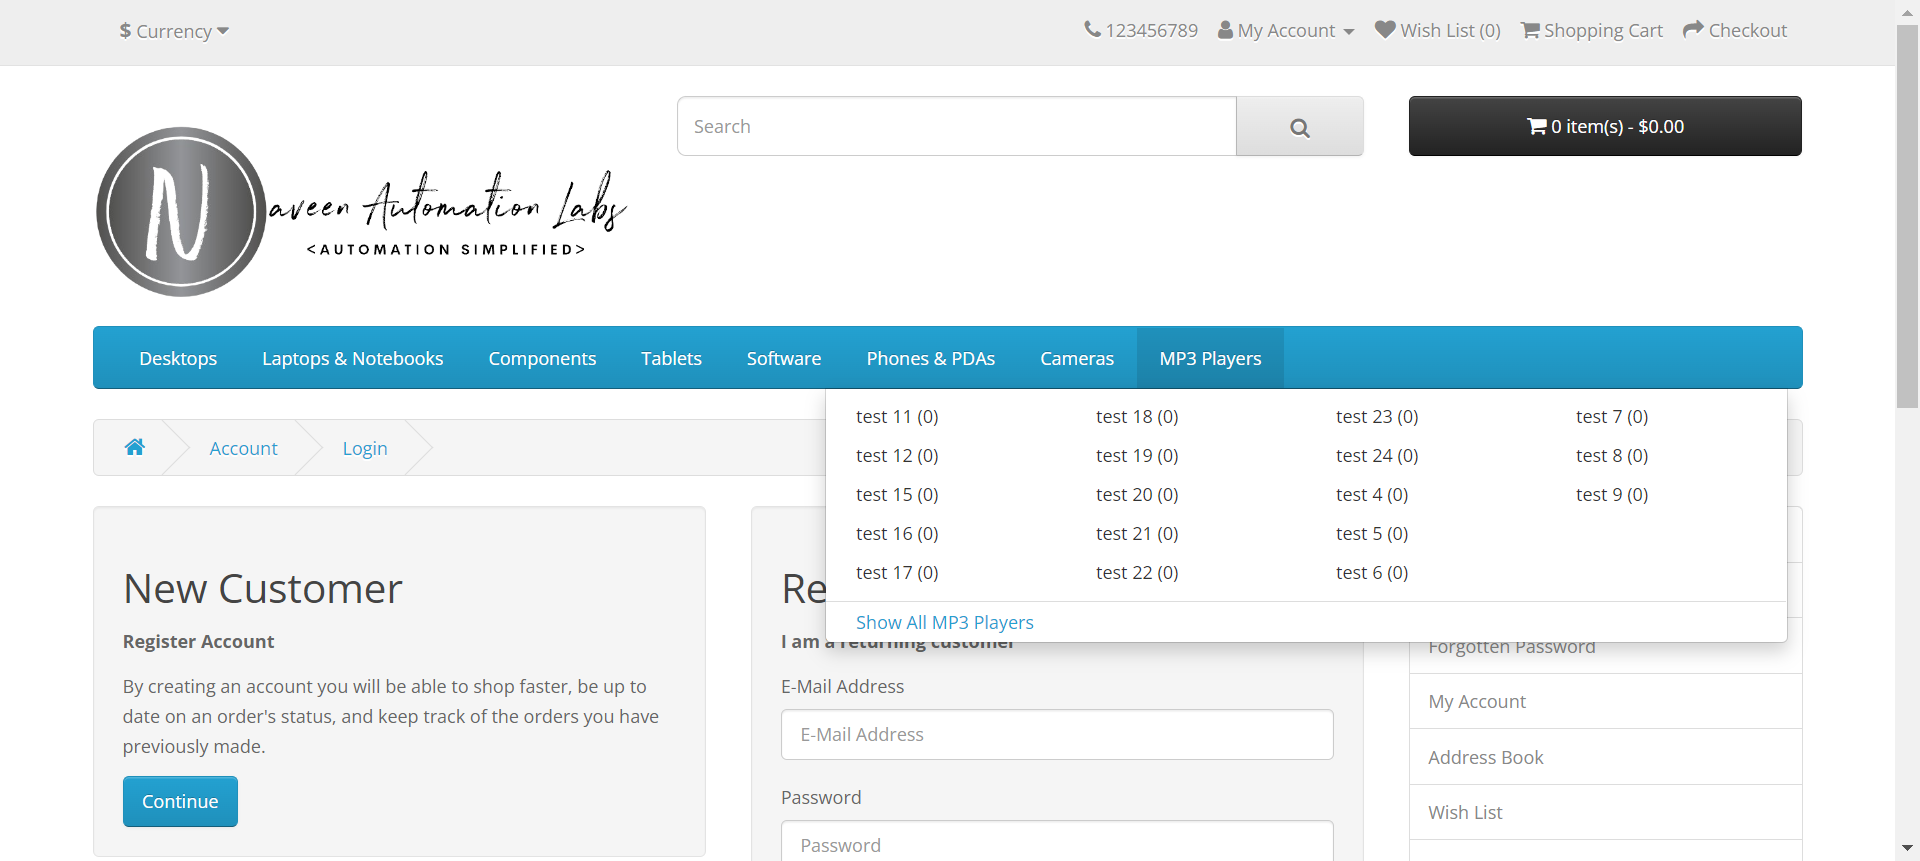 $ Currency
123456789 My Account Wish List (0) Shopping Cart Checkout
Search
0 item(s) - $0.00
N aveen Automation Labs
<AUTOMATION SIMPLIFIED>
Desktops Laptops & Notebooks Components Tablets Software Phones & PDAs Cameras MP3 Players
test 11 (0) test 18 (0) test 23 (0) test 7 (0)
test 12 (0) test 19 (0) test 24 (0) test 8 (0)
test 15 (0) test 20 (0) test 4 (0) test 9 (0)
test 16 (0) test 21 (0) test 5 (0)
test 17 (0) test 22 (0) test 6 (0)
Show All MP3 Players
Account Login
New Customer
Register Account
By creating an account you will be able to shop faster, be up to
date on an order's status, and keep track of the orders you have
previously made.
Continue
Re
I am a returning customer
E-Mail Address
E-Mail Address
Password
Password
Forgotten Password
My Account
Address Book
Wish List